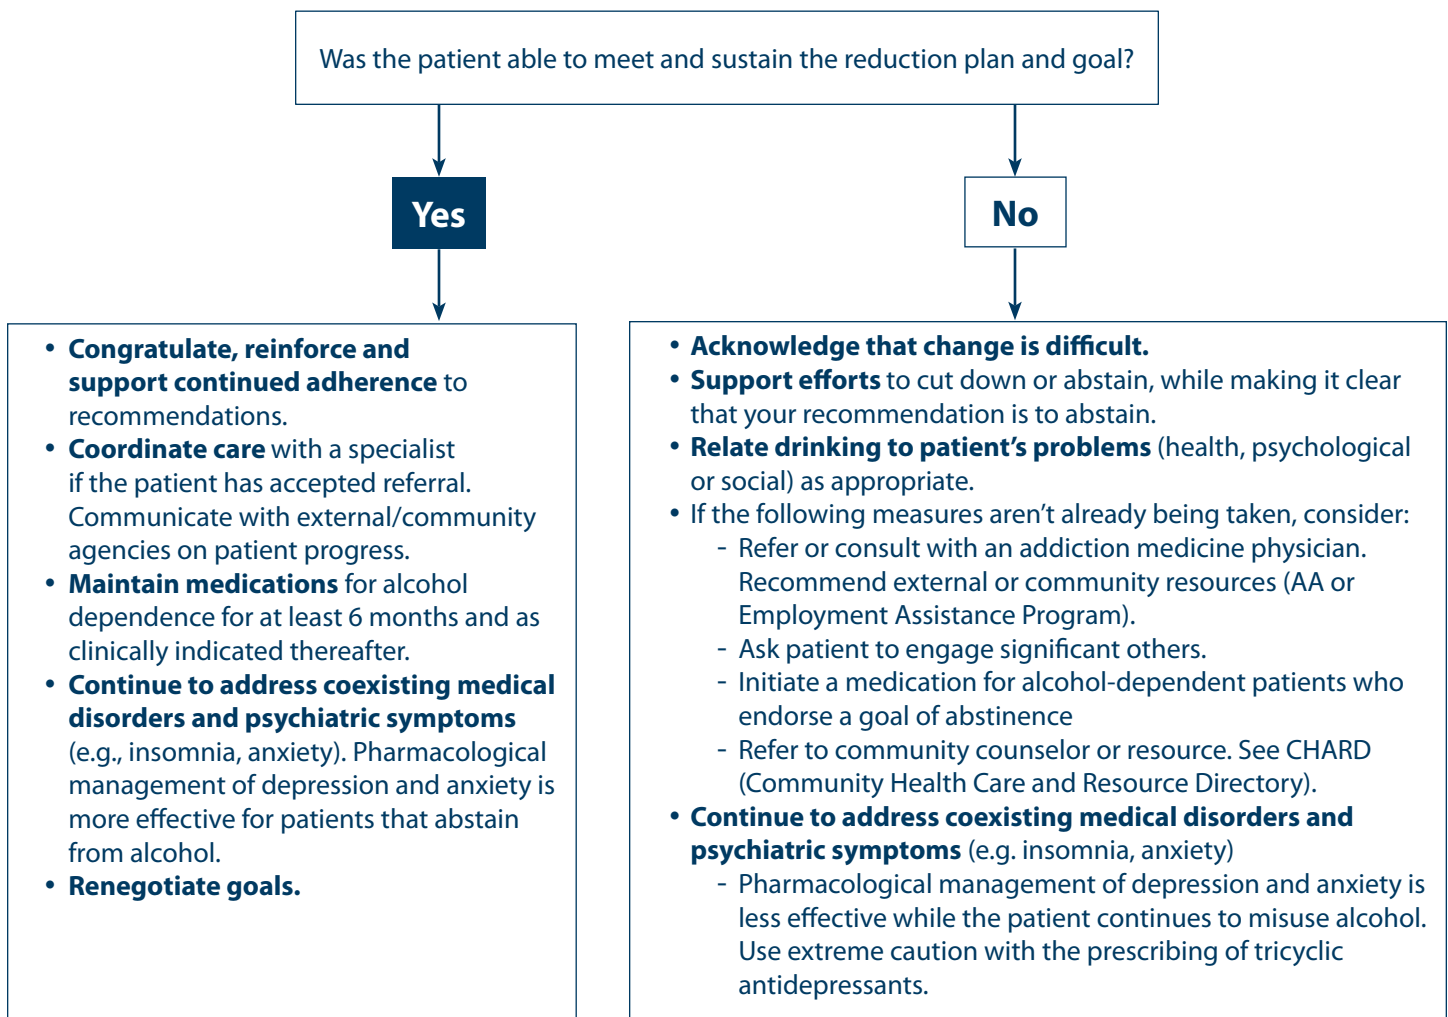 Was the patient able to meet and sustain the reduction plan and goal?
Yes
No
• Congratulate, reinforce and
support continued adherence to
recommendations.
• Coordinate care with a specialist
if the patient has accepted referral.
Communicate with external/community
agencies on patient progress.
• Maintain medications for alcohol
dependence for at least 6 months and as
clinically indicated thereafter.
• Continue to address coexisting medical
disorders and psychiatric symptoms
(e.g., insomnia, anxiety). Pharmacological
management of depression and anxiety is
more effective for patients that abstain
from alcohol.
• Renegotiate goals.
• Acknowledge that change is difficult.
• Support efforts to cut down or abstain, while making it clear
that your recommendation is to abstain.
• Relate drinking to patient's problems (health, psychological
or social) as appropriate.
• If the following measures aren't already being taken, consider:
- Refer or consult with an addiction medicine physician.
Recommend external or community resources (AA or
Employment Assistance Program).
- Ask patient to engage significant others.
- Initiate a medication for alcohol-dependent patients who
endorse a goal of abstinence
- Refer to community counselor or resource. See CHARD
(Community Health Care and Resource Directory).
• Continue to address coexisting medical disorders and
psychiatric symptoms (e.g. insomnia, anxiety)
- Pharmacological management of depression and anxiety is
less effective while the patient continues to misuse alcohol.
Use extreme caution with the prescribing of tricyclic
antidepressants.